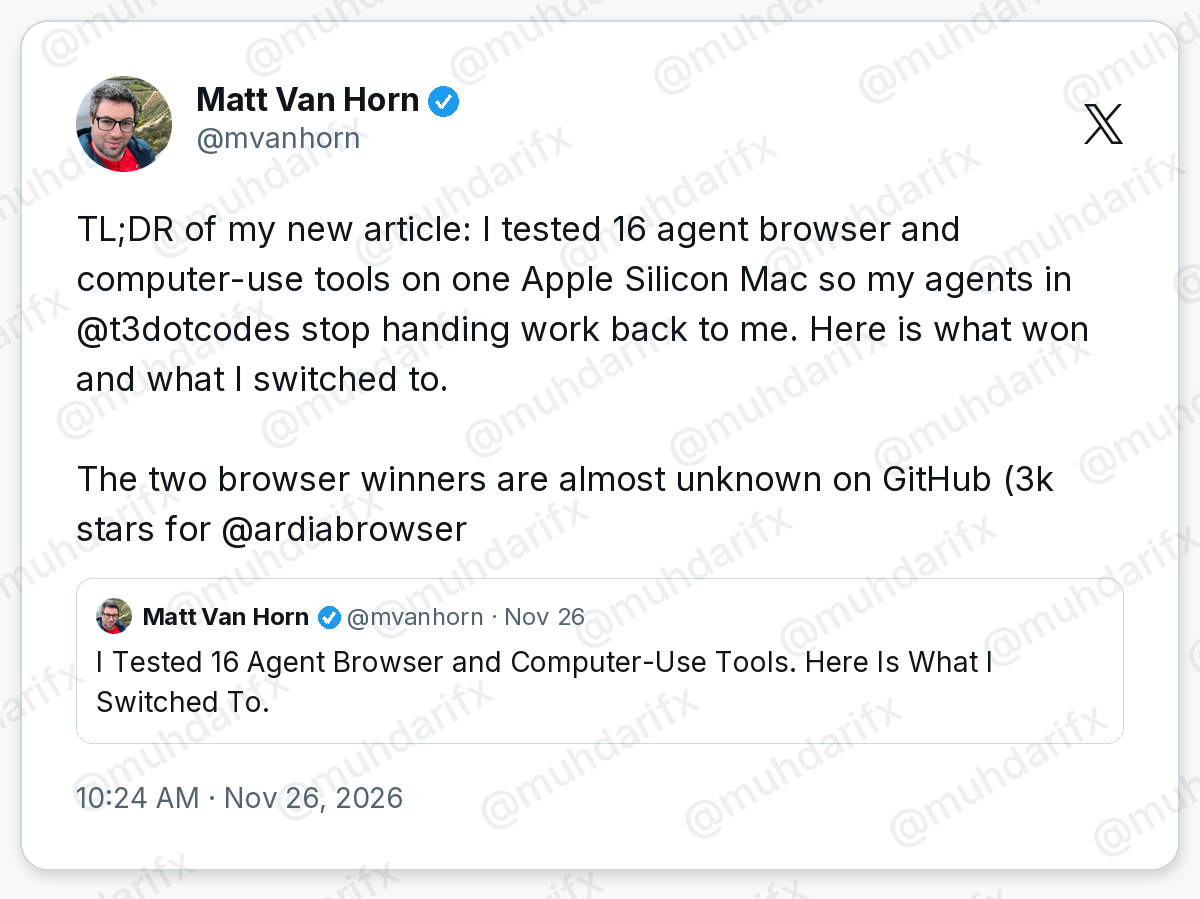 Matt Van Horn
@mvanhorn
TL;DR of my new article: I tested 16 agent browser and
computer-use tools on one Apple Silicon Mac so my agents in
@t3dotcodes stop handing work back to me. Here is what won
and what I switched to.
The two browser winners are almost unknown on GitHub (3k
stars for @ardiabrowser
Matt Van Horn @mvanhorn · Nov 26
I Tested 16 Agent Browser and Computer-Use Tools. Here Is What I
Switched To.
10:24 AM · Nov 26, 2026
@muhdarifx